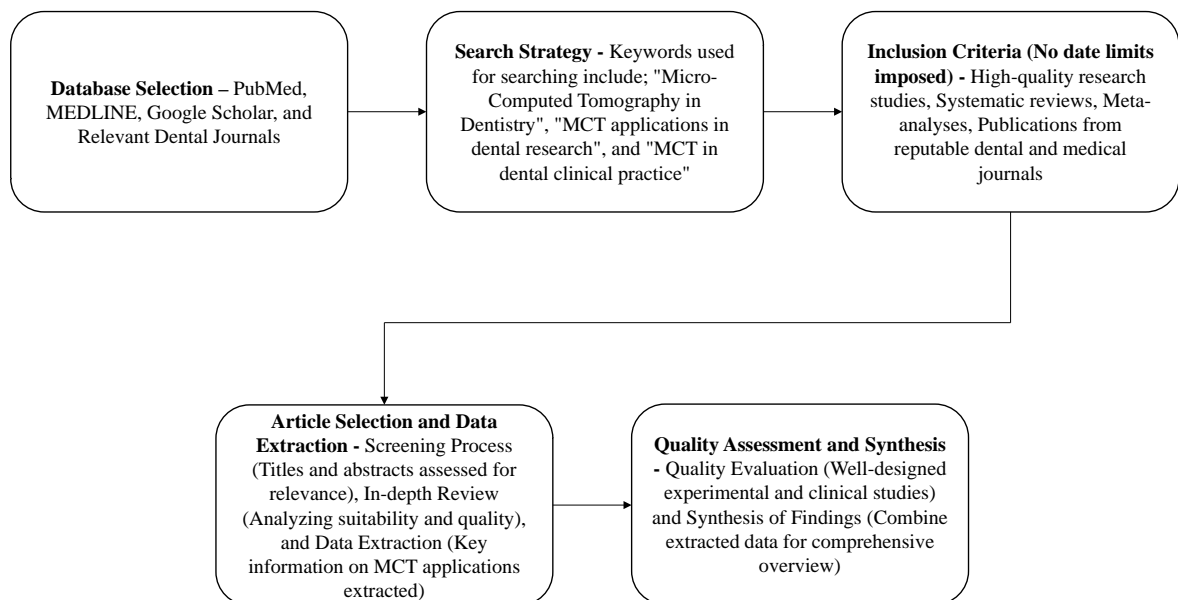 Database Selection – PubMed,
MEDLINE, Google Scholar, and
Relevant Dental Journals
Search Strategy - Keywords used
for searching include; "Micro-
Computed Tomography in
Dentistry", "MCT applications in
dental research", and "MCT in
dental clinical practice"
Inclusion Criteria (No date limits
imposed) - High-quality research
studies, Systematic reviews, Meta-
analyses, Publications from
reputable dental and medical
journals
Article Selection and Data
Extraction - Screening Process
(Titles and abstracts assessed for
relevance), In-depth Review
(Analyzing suitability and quality),
and Data Extraction (Key
information on MCT applications
extracted)
Quality Assessment and Synthesis
- Quality Evaluation (Well-designed
experimental and clinical studies)
and Synthesis of Findings (Combine
extracted data for comprehensive
overview)